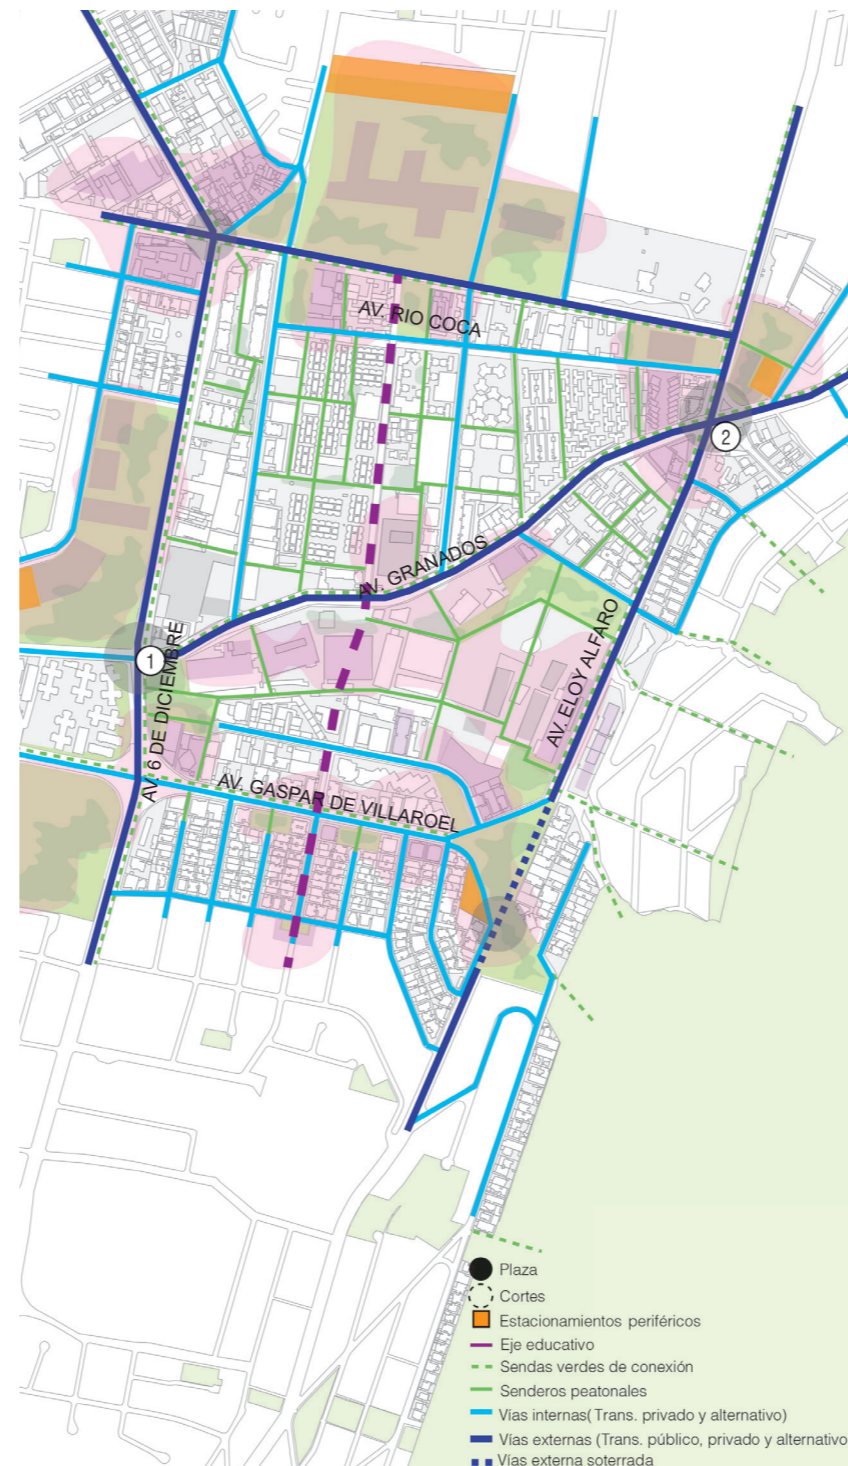 AV. RIO COCA
2
AV. GRANADOS
1
AV. 6 DE DICIEMBRE
AV. ELOY ALFARO
AV. GASPAR DE VILLAROEL
Plaza
Cortes
Estacionamientos periféricos
Eje educativo
Sendas verdes de conexión
Senderos peatonales
Vías internas( Trans. privado y alternativo)
Vías externas (Trans. público, privado y alternativo
Vías externa soterrada